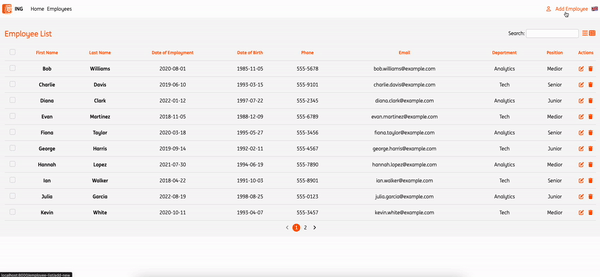 ING Home Employees Add Employee
Employee List Search:
First Name Last Name Date of Employment Date of Birth Phone Email Department Position Actions
Bob Williams 2020-08-01 1985-11-05 555-5678 bob.williams@example.com Analytics Medior
Charlie Davis 2019-06-10 1993-03-15 555-9101 charlie.davis@example.com Tech Senior
Diana Clark 2022-01-12 1997-07-22 555-2345 diana.clark@example.com Analytics Junior
Evan Martinez 2018-11-05 1988-12-09 555-6789 evan.martinez@example.com Tech Medior
Fiona Taylor 2020-03-18 1995-05-27 555-3456 fiona.taylor@example.com Analytics Senior
George Harris 2019-09-14 1992-02-11 555-4567 george.harris@example.com Tech Junior
Hannah Lopez 2021-07-30 1994-06-19 555-7890 hannah.lopez@example.com Analytics Medior
Ian Walker 2018-04-22 1991-10-03 555-8901 ian.walker@example.com Tech Senior
Julia Garcia 2022-08-19 1998-08-25 555-0123 julia.garcia@example.com Analytics Junior
Kevin White 2020-10-11 1993-04-07 555-3457 kevin.white@example.com Tech Medior
1 2